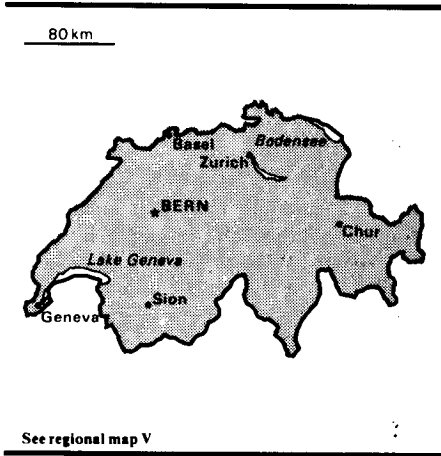 80 km
Basel
Bodensee
Zurich
BERN
Chur
Lake Geneva
Sion
Geneva
See regional map V